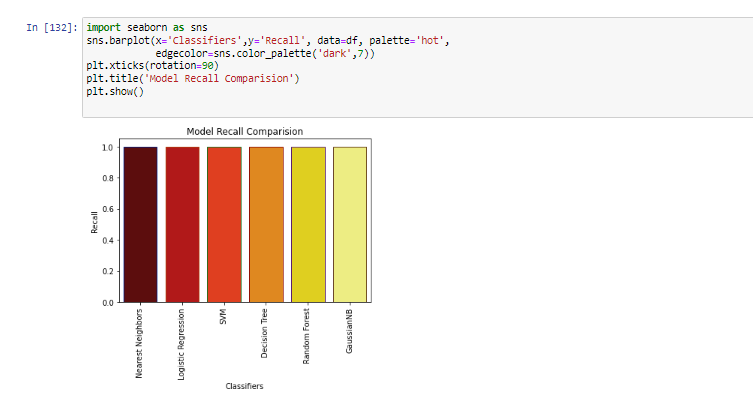 In [132]: import seaborn as sns
sns.barplot(x='Classifiers',y='Recall', data=df, palette='hot',
edgecolor=sns.color_palette('dark',7))
plt.xticks(rotation=90)
plt.title('Model Recall Comparision')
plt.show()
Model Recall Comparision
1.0
0.8
0.6
0.4
0.2
0.0
Recall
Nearest Neighbors
Logistic Regression
SVM
Decision Tree
Random Forest
GaussianNB
Classifiers